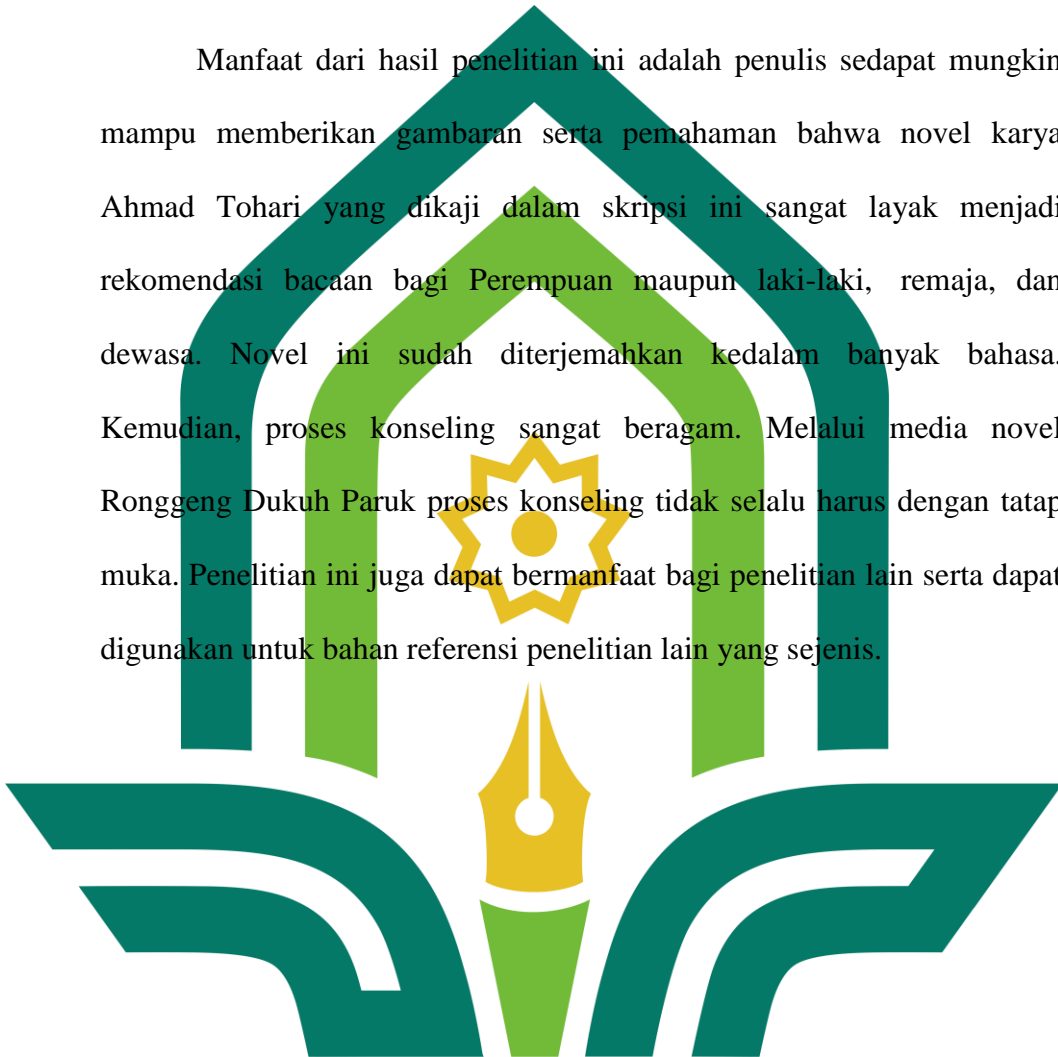 Manfaat dari hasil penelitian ini adalah penulis sedapat mungkin
mampu memberikan gambaran serta pemahaman bahwa novel karya
Ahmad Tohari yang dikaji dalam skripsi ini sangat layak menjadi
rekomendasi bacaan bagi Perempuan maupun laki-laki, remaja, dan
dewasa. Novel ini sudah diterjemahkan kedalam banyak bahasa.
Kemudian, proses konseling sangat beragam. Melalui media novel
Ronggeng Dukuh Paruk proses konseling tidak selalu harus dengan tatap
muka. Penelitian ini juga dapat bermanfaat bagi penelitian lain serta dapat
digunakan untuk bahan referensi penelitian lain yang sejenis.